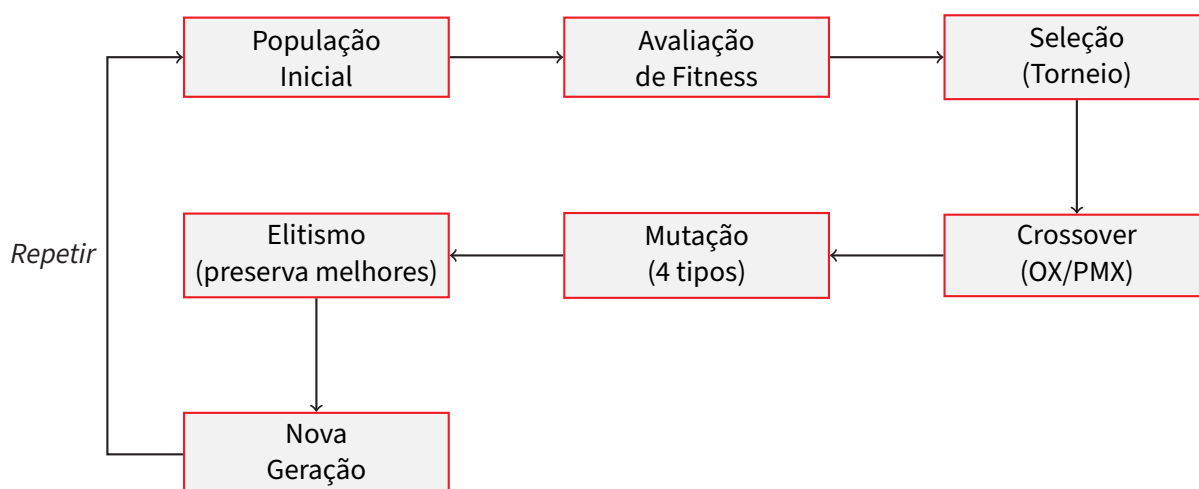 População
Inicial
Avaliação
de Fitness
Seleção
(Torneio)
Repetir
Elitismo
(preserva melhores)
Mutação
(4 tipos)
Crossover
(OX/PMX)
Nova
Geração